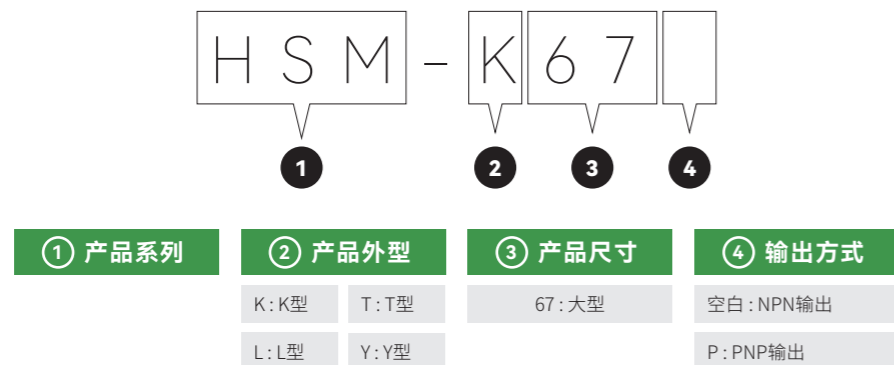 HSM-K67
1 2 3 4
① 产品系列 ② 产品外型 ③ 产品尺寸 ④ 输出方式
K:K型 T:T型 67:大型 空白:NPN输出
L:L型 Y:Y型 P:PNP输出